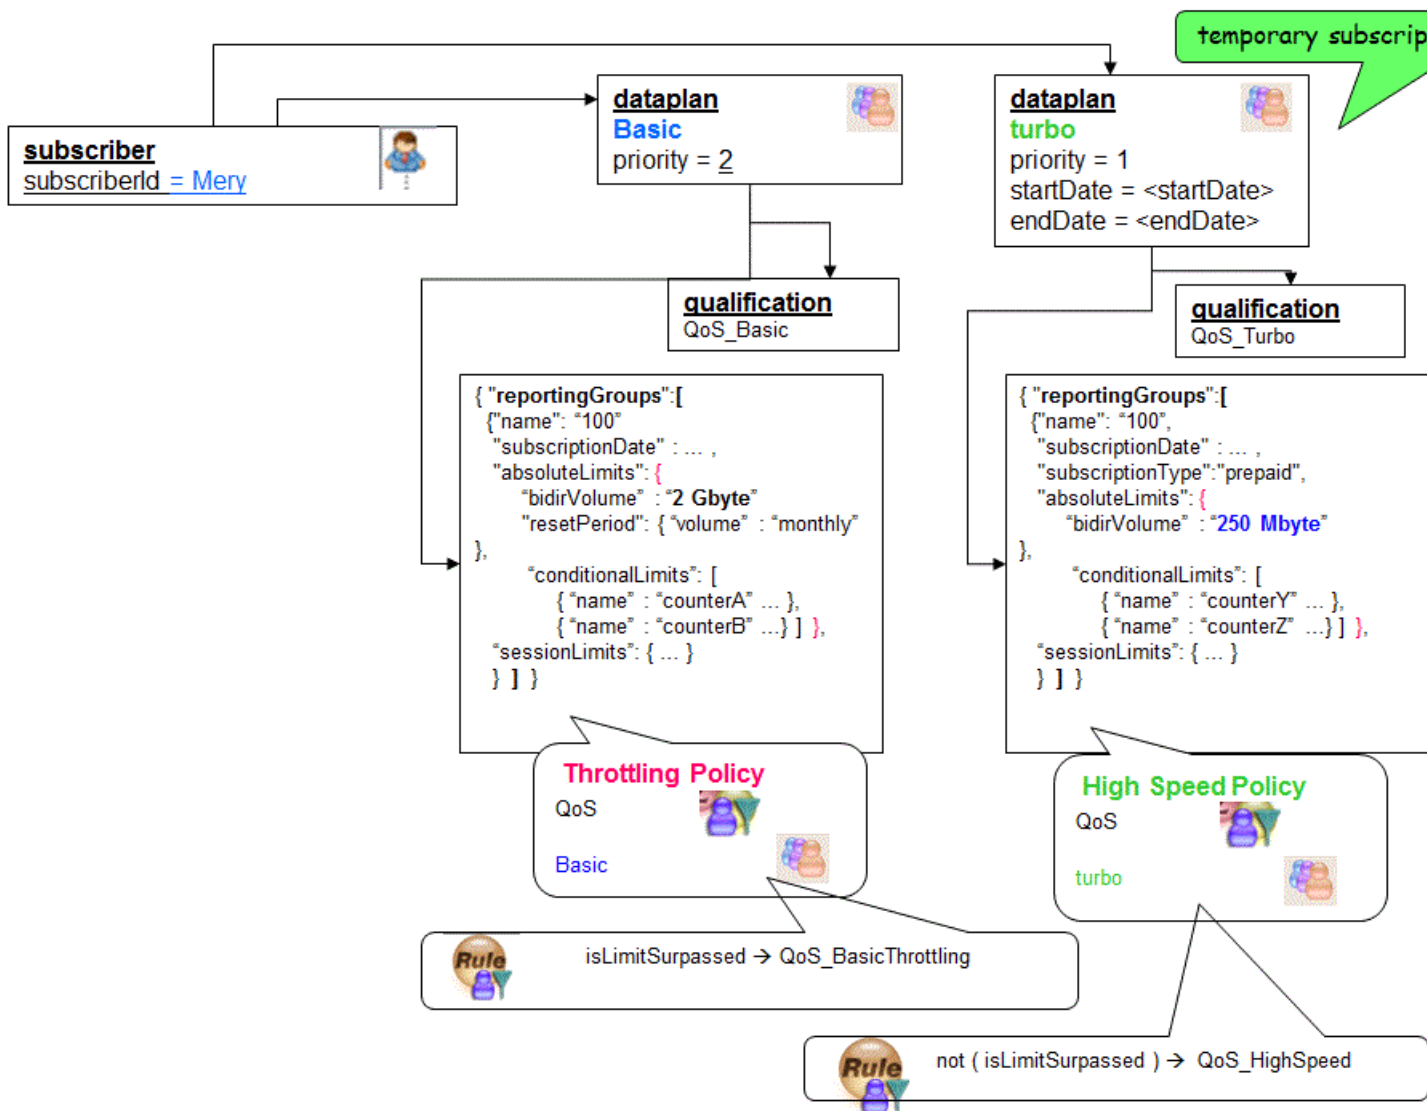 temporary subscrip
dataplan
Basic
priority = 2
dataplan
turbo
priority = 1
startDate = <startDate>
endDate = <endDate>
subscriber
subscriberId = Mery
qualification
QoS_Basic
qualification
QoS_Turbo
{ "reportingGroups":[
{"name": “100”
"subscriptionDate" : ... ,
"absoluteLimits": {
“bidirVolume” : “2 Gbyte”
"resetPeriod": { “volume” : “monthly”
},
“conditionalLimits”: [
{ “name” : “counterA” ... },
{ “name” : “counterB” ...} ] },
“sessionLimits”: { ... }
} ] }
{ "reportingGroups":[
{"name": “100”,
"subscriptionDate" : ... ,
"subscriptionType":"prepaid",
"absoluteLimits": {
“bidirVolume” : “250 Mbyte”
},
“conditionalLimits”: [
{ “name” : “counterY” ... },
{ “name” : “counterZ” ...} ] },
“sessionLimits”: { ... }
} ] }
Throttling Policy
QoS
Basic
High Speed Policy
QoS
turbo
Rule
isLimitSurpassed → QoS_BasicThrottling
Rule
not ( isLimitSurpassed ) → QoS_HighSpeed